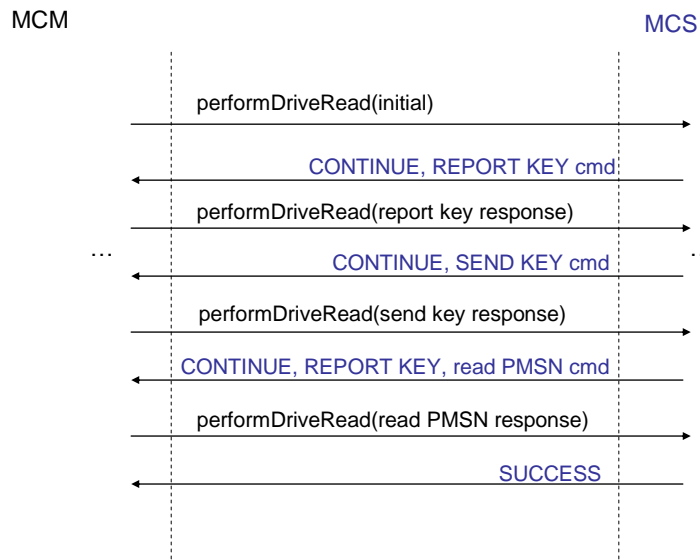 MCM
MCS
performDriveRead(initial)
CONTINUE, REPORT KEY cmd
performDriveRead(report key response)
…
.
CONTINUE, SEND KEY cmd
performDriveRead(send key response)
CONTINUE, REPORT KEY, read PMSN cmd
performDriveRead(read PMSN response)
SUCCESS